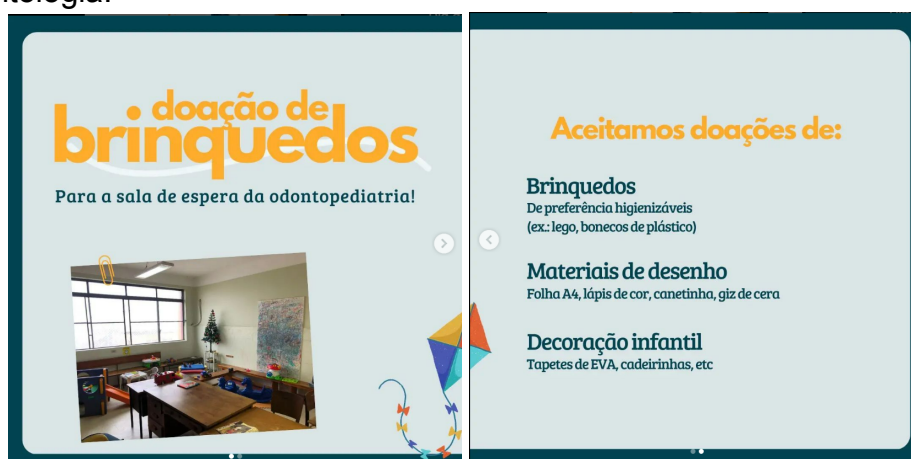 doação de
brinquedos
Para a sala de espera da odontopediatria!
Aceitamos doações de:
Brinquedos
De preferência higienizáveis
(ex.: lego, bonecos de plástico)
Materiais de desenho
Folha A4, lápis de cor, canetinha, giz de cera
Decoração infantil
Tapetes de EVA, cadeirinhas, etc